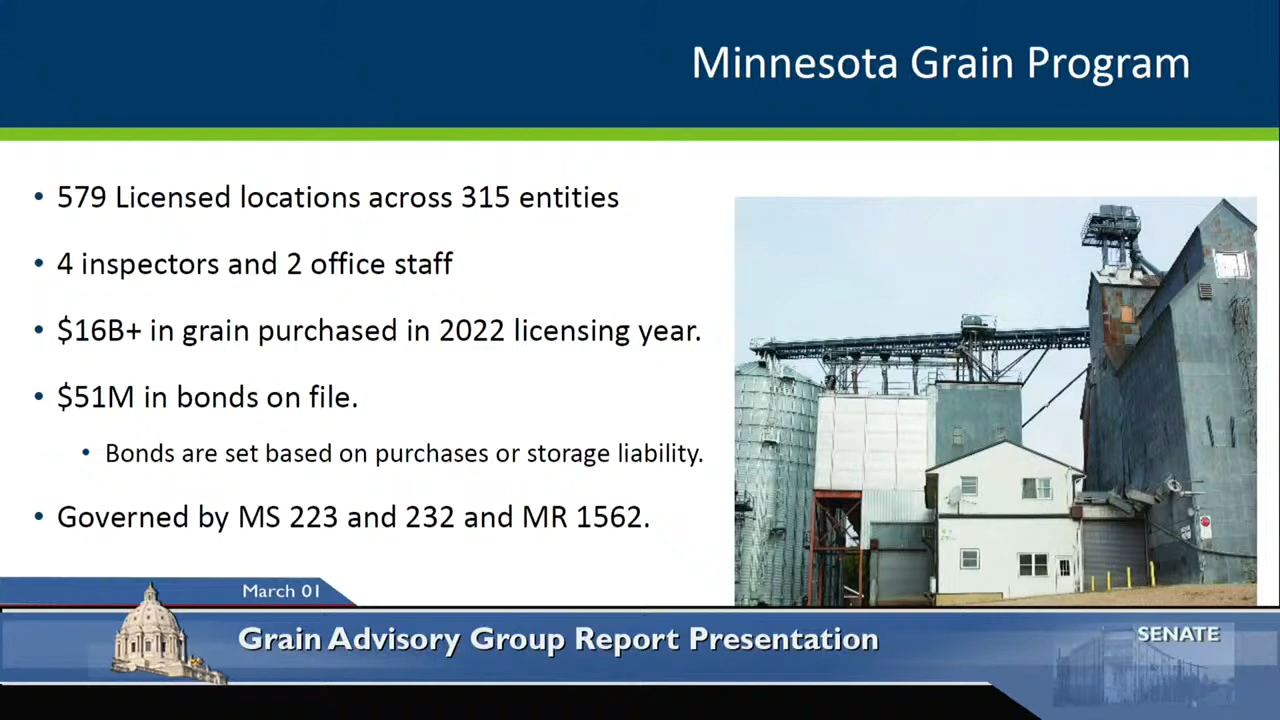 Minnesota Grain Program
• 579 Licensed locations across 315 entities
• 4 inspectors and 2 office staff
• $16B+ in grain purchased in 2022 licensing year.
• $51M in bonds on file.
• Bonds are set based on purchases or storage liability.
• Governed by MS 223 and 232 and MR 1562.
March 01
Grain Advisory Group Report Presentation
SENATE